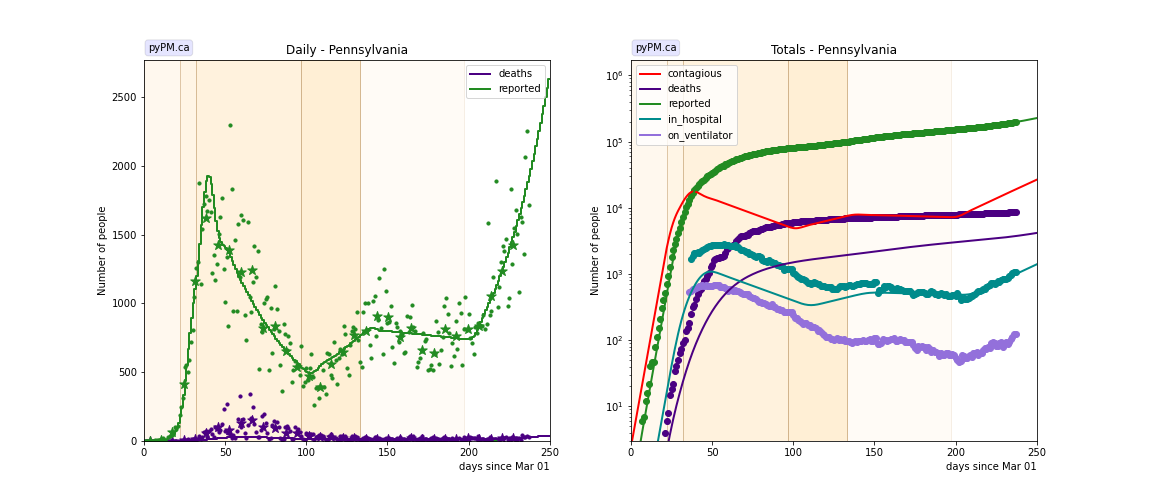 pyPM.ca
Daily - Pennsylvania
deaths
reported
Number of people
2500
2000
1500
1000
500
0
0 50 100 150 200 250
days since Mar 01
pyPM.ca
Totals - Pennsylvania
contagious
deaths
reported
in_hospital
on_ventilator
Number of people
10⁶
10⁵
10⁴
10³
10²
10¹
0 50 100 150 200 250
days since Mar 01